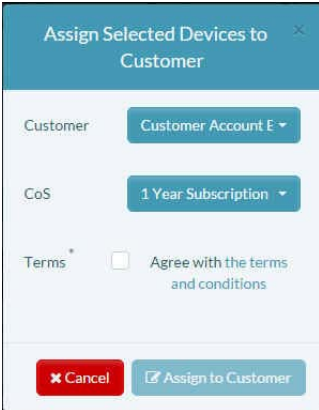 Assign Selected Devices to
Customer
Customer Customer Account E
CoS 1 Year Subscription
Terms * Agree with the terms
and conditions
Cancel Assign to Customer